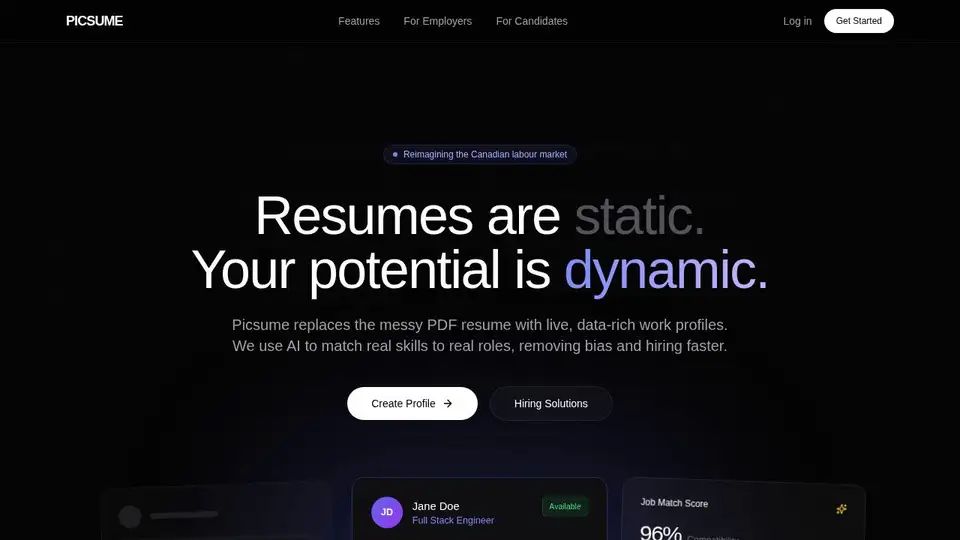 PICSUME
Features
For Employers
For Candidates
Log in
Get Started
Reimagining the Canadian labour market
Resumes are static.
Your potential is dynamic.
Picsume replaces the messy PDF resume with live, data-rich work profiles.
We use AI to match real skills to real roles, removing bias and hiring faster.
Create Profile
Hiring Solutions
JD
Jane Doe
Full Stack Engineer
Available
Job Match Score
96% Compatibility